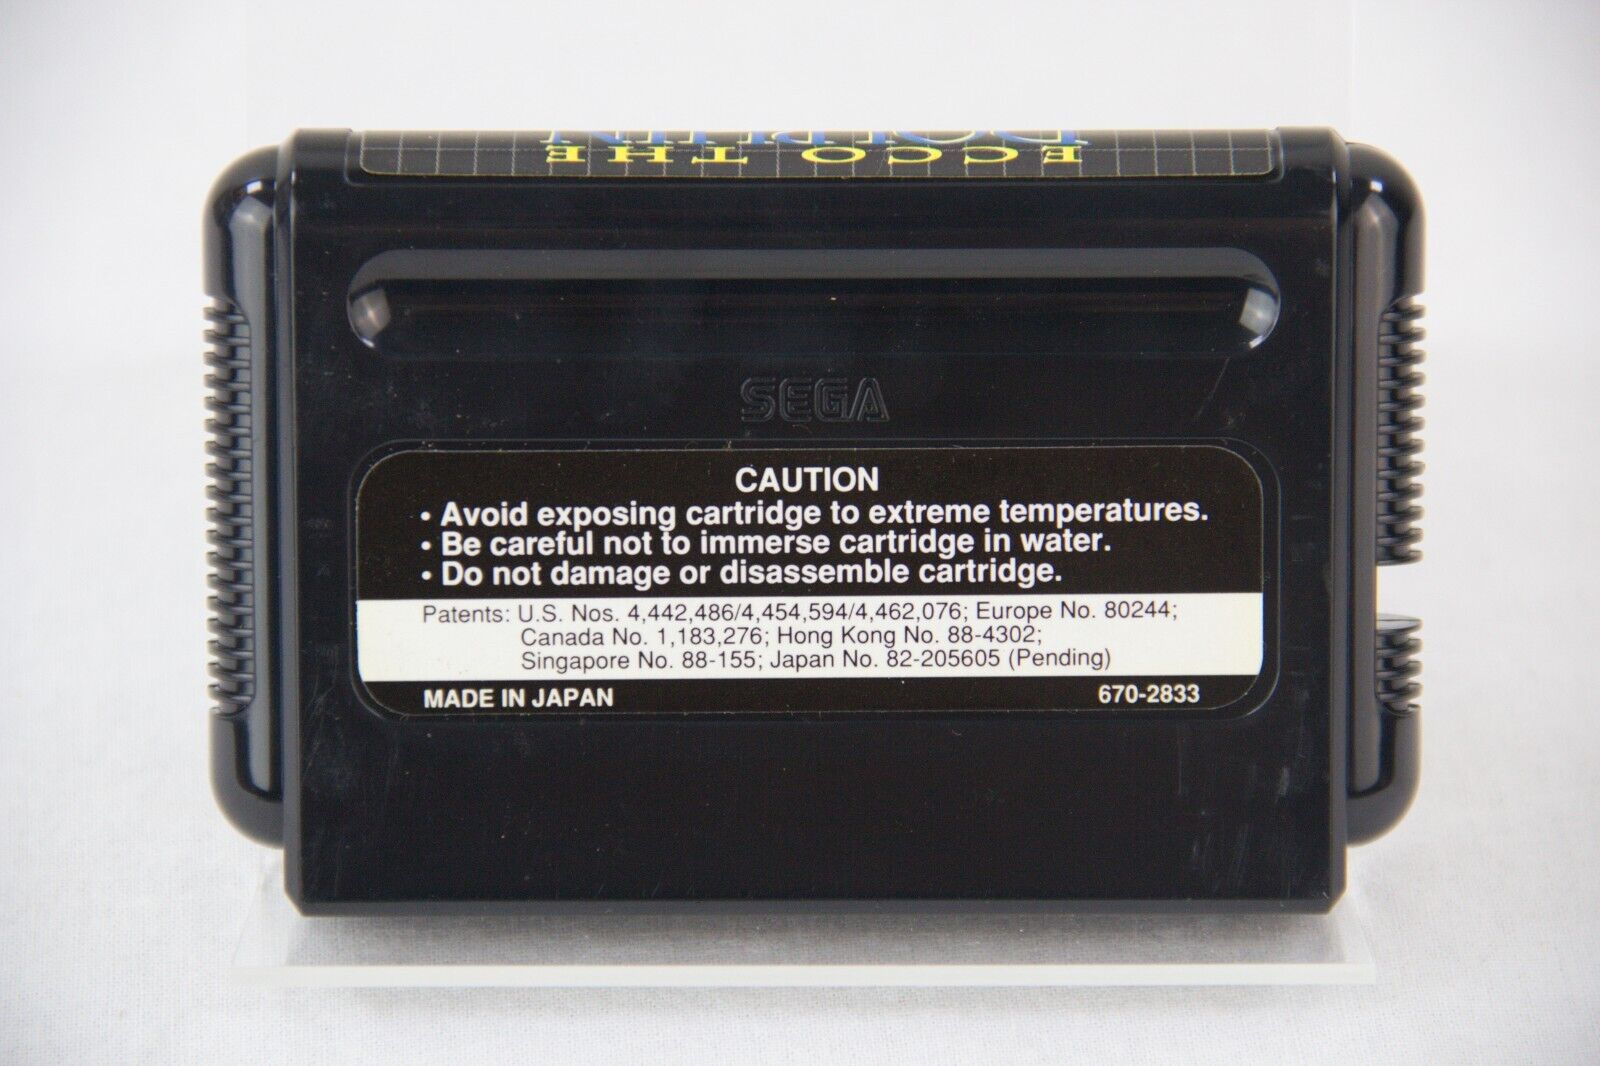 ECCO THE
DOLPHIN
SEGA
CAUTION
• Avoid exposing cartridge to extreme temperatures.
• Be careful not to immerse cartridge in water.
• Do not damage or disassemble cartridge.
Patents: U.S. Nos. 4,442,486/4,454,594/4,462,076; Europe No. 80244;
Canada No. 1,183,276; Hong Kong No. 88-4302;
Singapore No. 88-155; Japan No. 82-205605 (Pending)
MADE IN JAPAN 670-2833